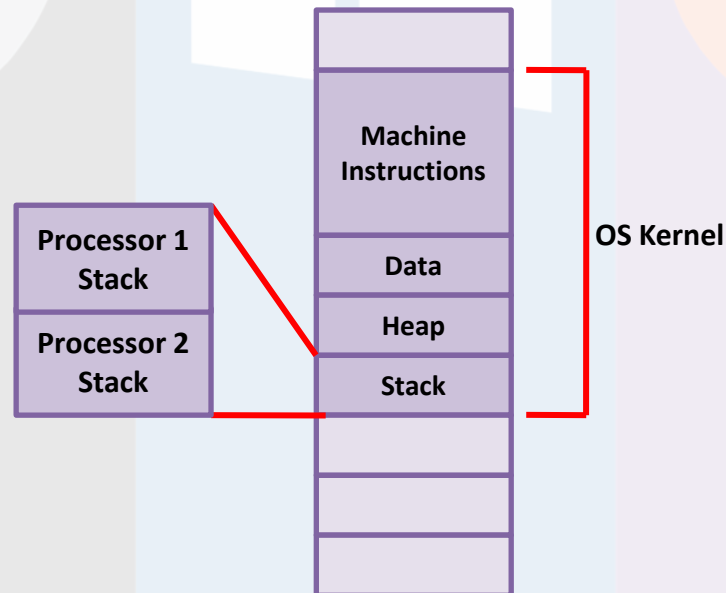 Machine
Instructions
OS Kernel
Processor 1
Stack
Data
Heap
Processor 2
Stack
Stack